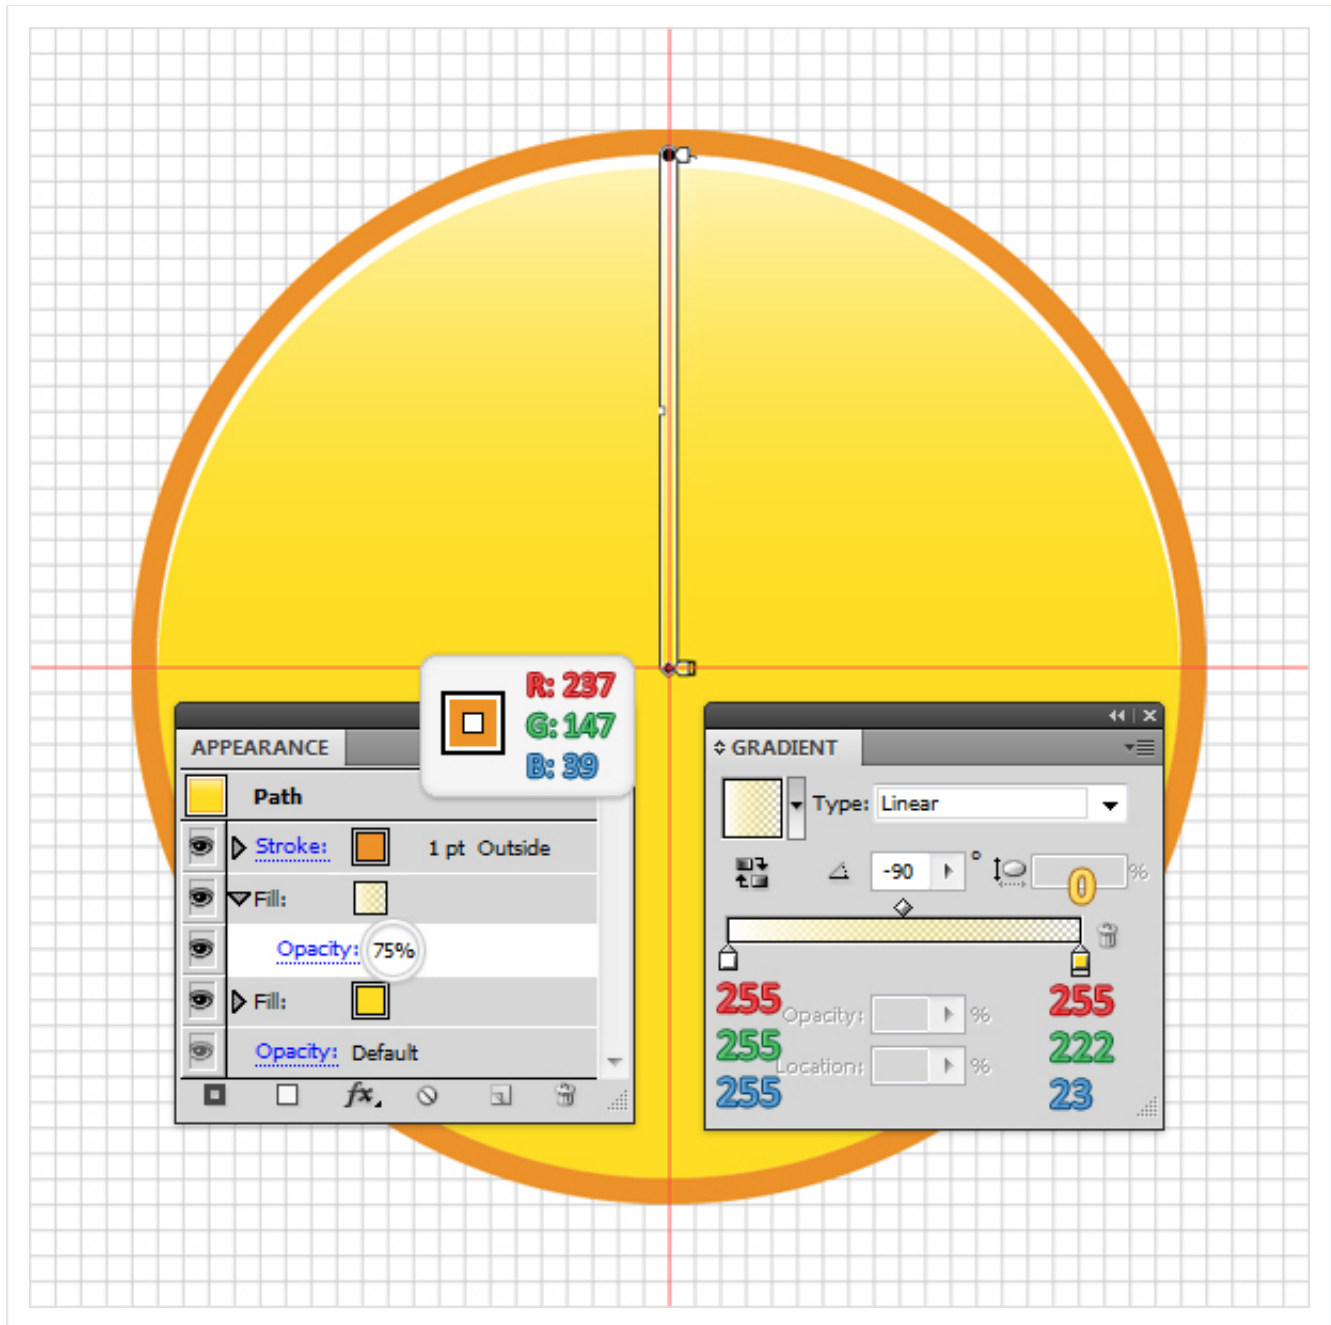 R: 237
G: 147
B: 39
APPEARANCE
Path
Stroke: 1 pt Outside
Fill:
Opacity: 75%
Fill:
Opacity: Default
fx
GRADIENT
Type: Linear
-90 ° %
0
255
255
255
Opacity: %
Location: %
255
222
23